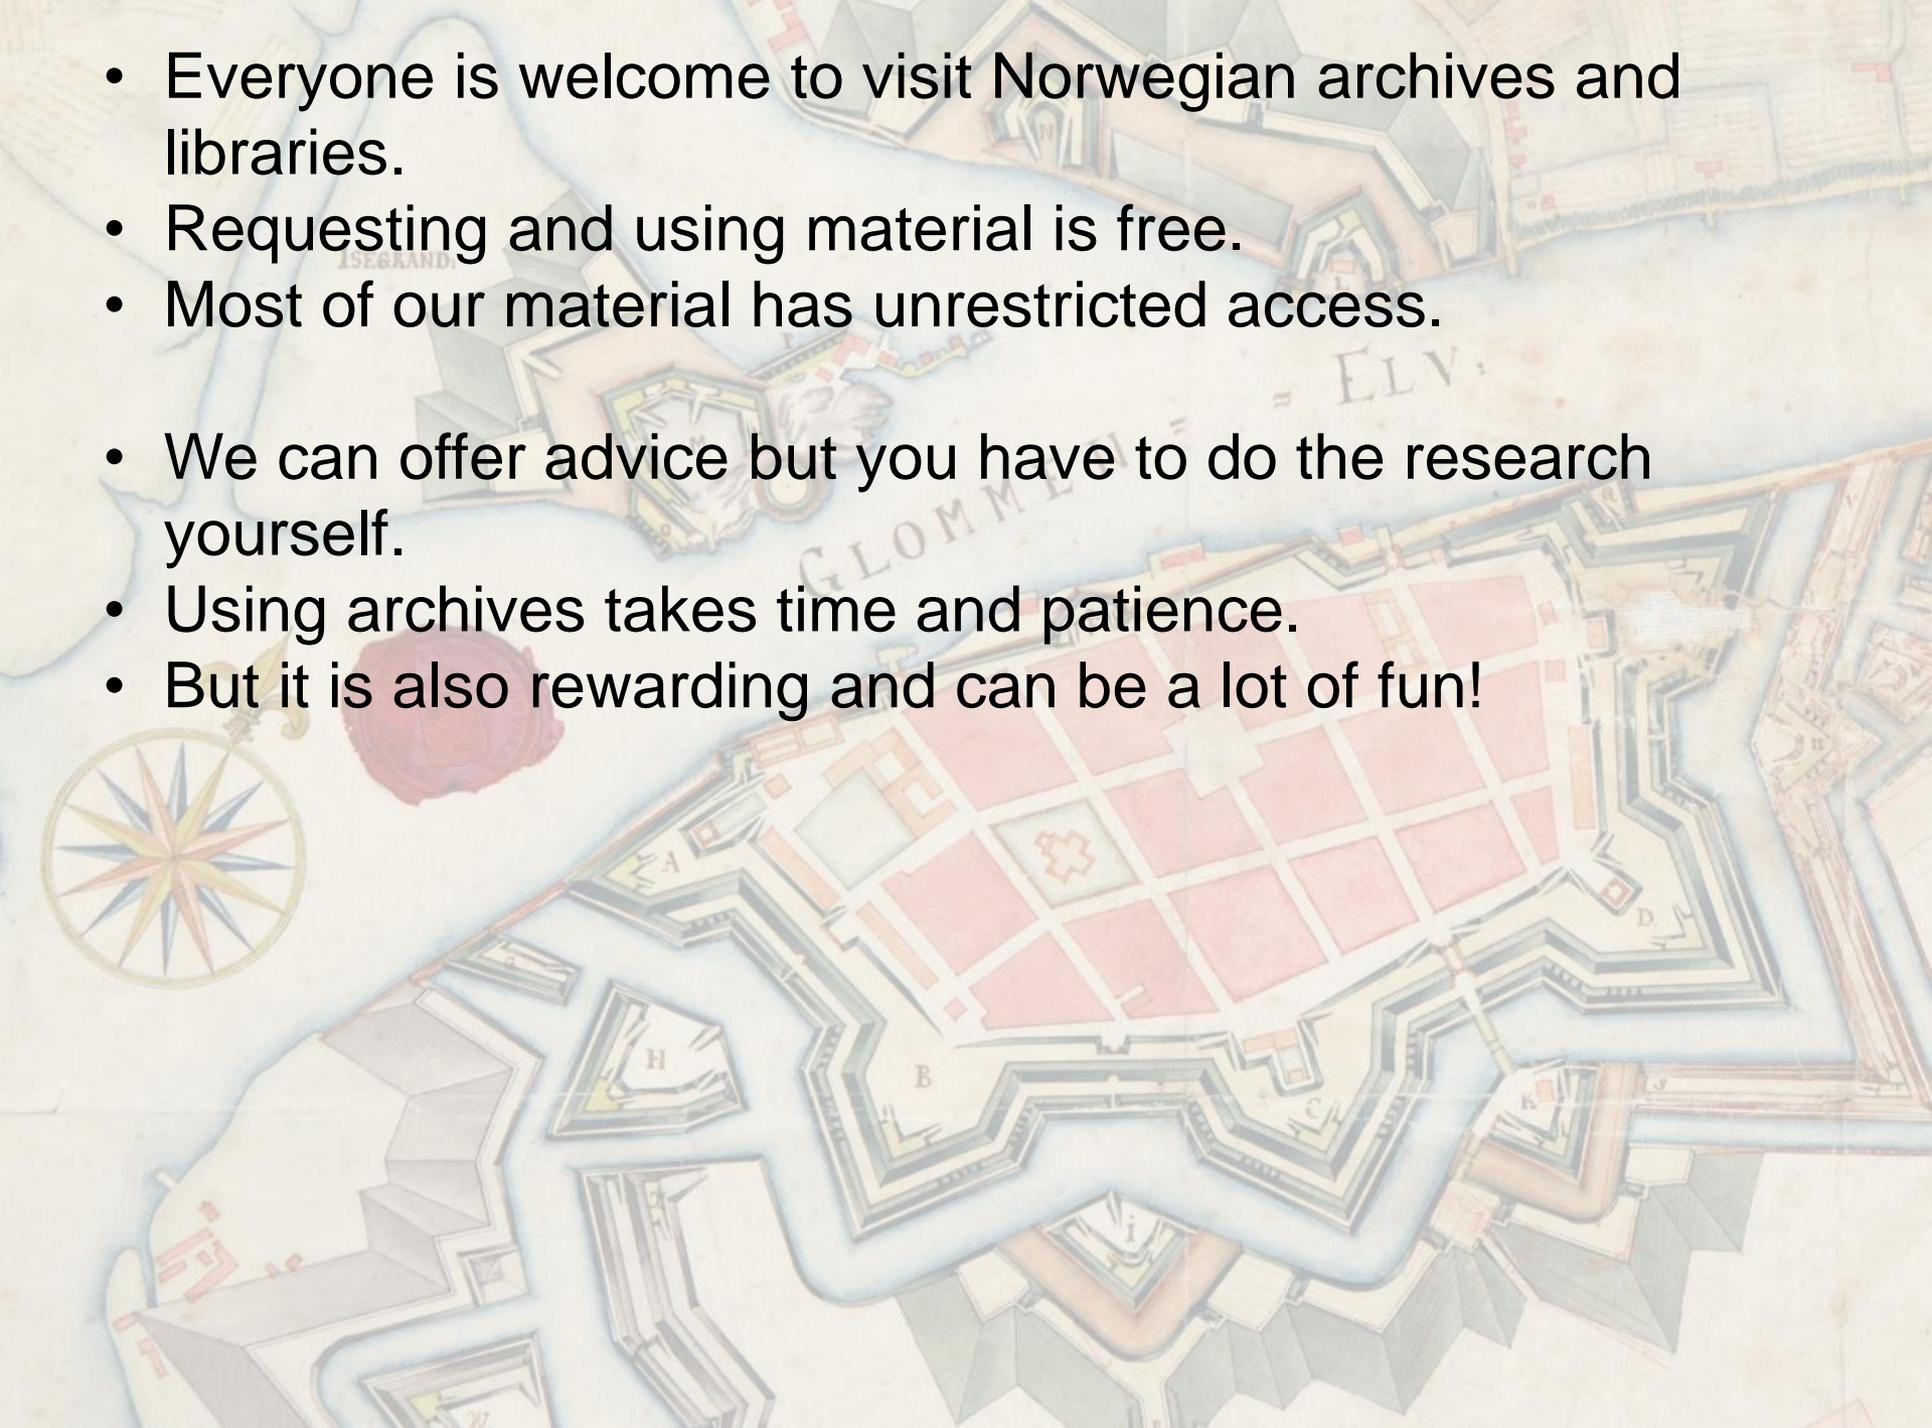 • Everyone is welcome to visit Norwegian archives and
libraries.
• Requesting and using material is free.
ISEGRAND.
• Most of our material has unrestricted access.
= ELV.
• We can offer advice but you have to do the research
yourself.
GLOMMEN =
• Using archives takes time and patience.
• But it is also rewarding and can be a lot of fun!
A
D.
H
B
C
K
I